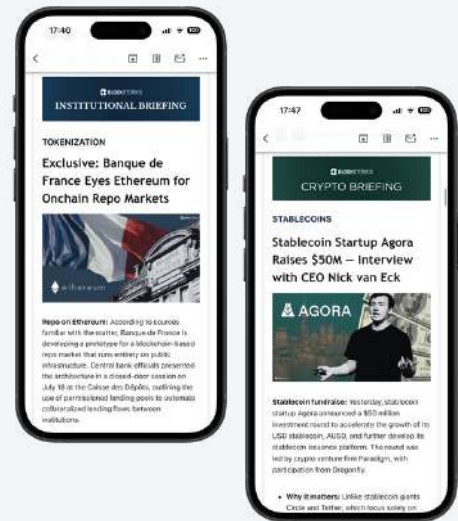 17:40
INSTITUTIONAL BRIEFING
TOKENIZATION
Exclusive: Banque de
France Eyes Ethereum for
Onchain Repo Markets
ethereum
Repo on Ethereum: According to sources
familiar with the matter, Banque de France is
developing a prototype for a blockchain-based
repo market that runs entirely on public
infrastructure. Central bank officials presented
the architecture in a closed-door session on
July 18 at the Caisse des Dépôts, outlining the
use of permissioned lending pools to automate
collateralized lending flows between
institutions.
17:47
CRYPTO BRIEFING
STABLECOINS
Stablecoin Startup Agora
Raises $50M — Interview
with CEO Nick van Eck
AGORA
Stablecoin fundraise: Yesterday, stablecoin
startup Agora announced a $50 million
investment round to accelerate the growth of its
USD stablecoin, AUSD, and further develop its
stablecoin issuance platform. The round was
led by crypto venture firm Paradigm, with
participation from Dragonfly.
• Why it matters: Unlike stablecoin giants
Circle and Tether, which focus solely on